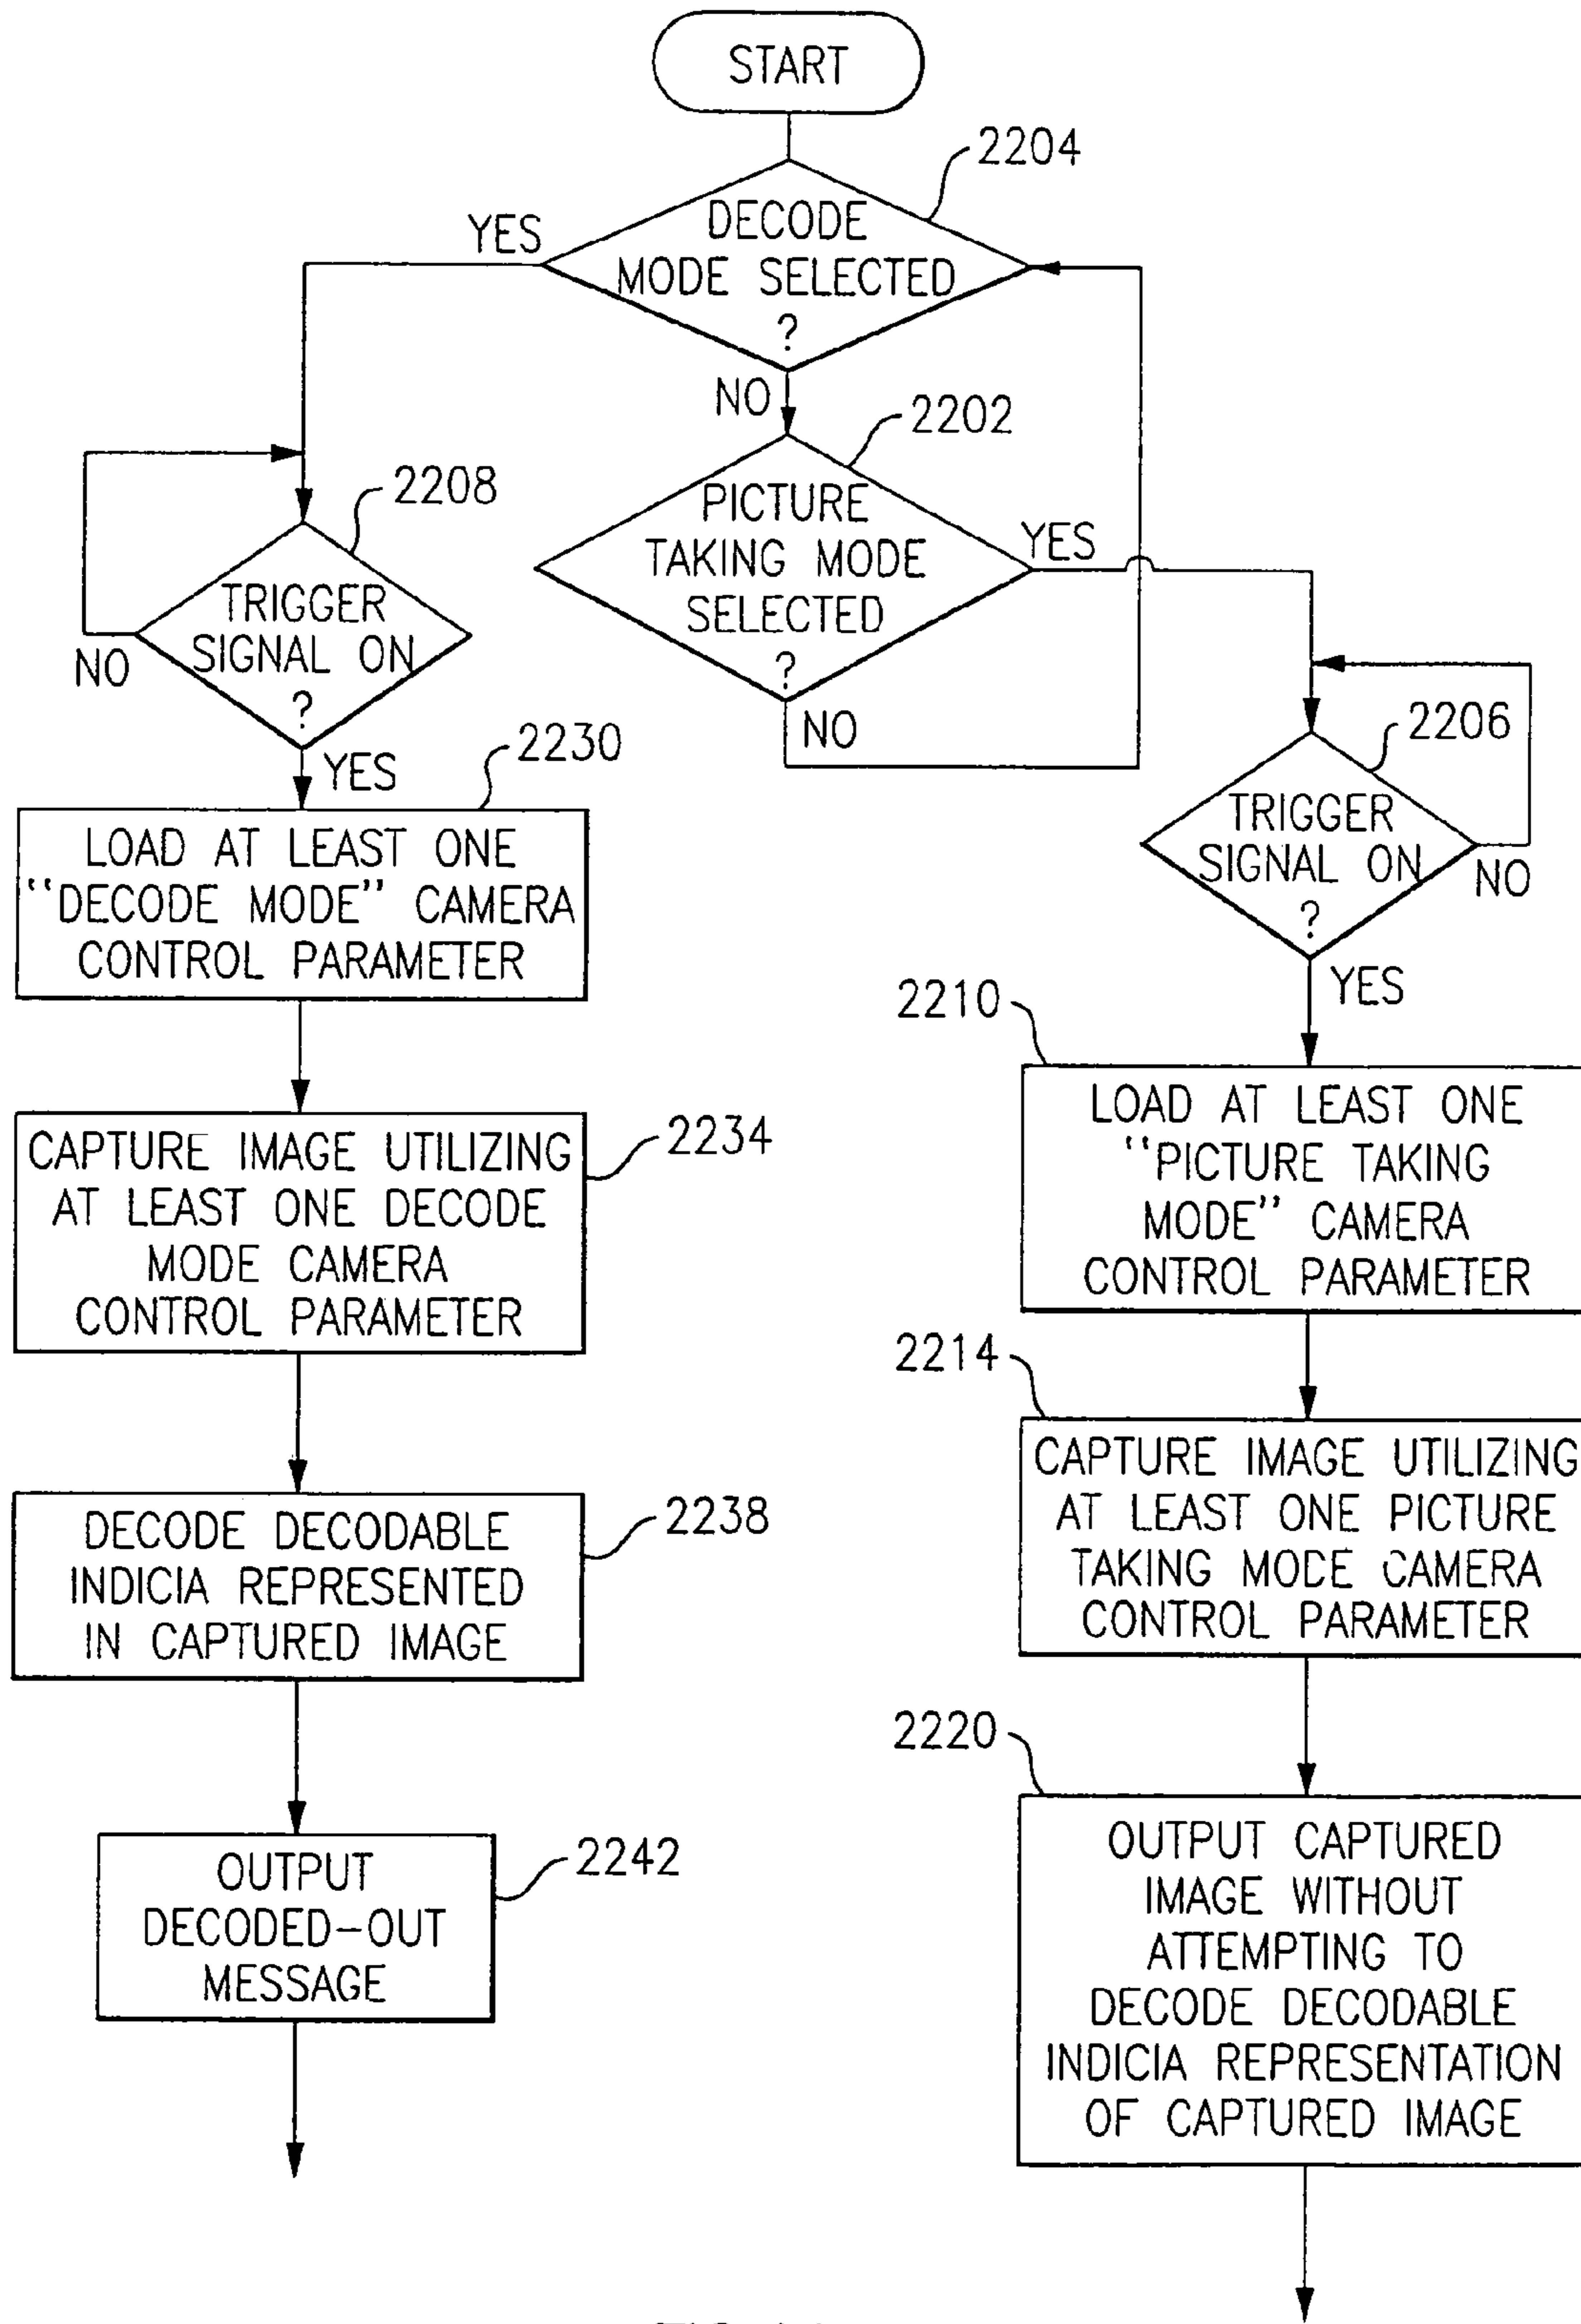 START
2204
DECODE
MODE SELECTED
?
YES
NO
2202
PICTURE
TAKING MODE
SELECTED
?
YES
NO
2208
TRIGGER
SIGNAL ON
?
NO
YES
2206
TRIGGER
SIGNAL ON
?
NO
YES
2230
LOAD AT LEAST ONE
"DECODE MODE" CAMERA
CONTROL PARAMETER
2234
CAPTURE IMAGE UTILIZING
AT LEAST ONE DECODE
MODE CAMERA
CONTROL PARAMETER
2238
DECODE DECODABLE
INDICIA REPRESENTED
IN CAPTURED IMAGE
2242
OUTPUT
DECODED-OUT
MESSAGE
2210
LOAD AT LEAST ONE
"PICTURE TAKING
MODE" CAMERA
CONTROL PARAMETER
2214
CAPTURE IMAGE UTILIZING
AT LEAST ONE PICTURE
TAKING MODE CAMERA
CONTROL PARAMETER
2220
OUTPUT CAPTURED
IMAGE WITHOUT
ATTEMPTING TO
DECODE DECODABLE
INDICIA REPRESENTATION
OF CAPTURED IMAGE